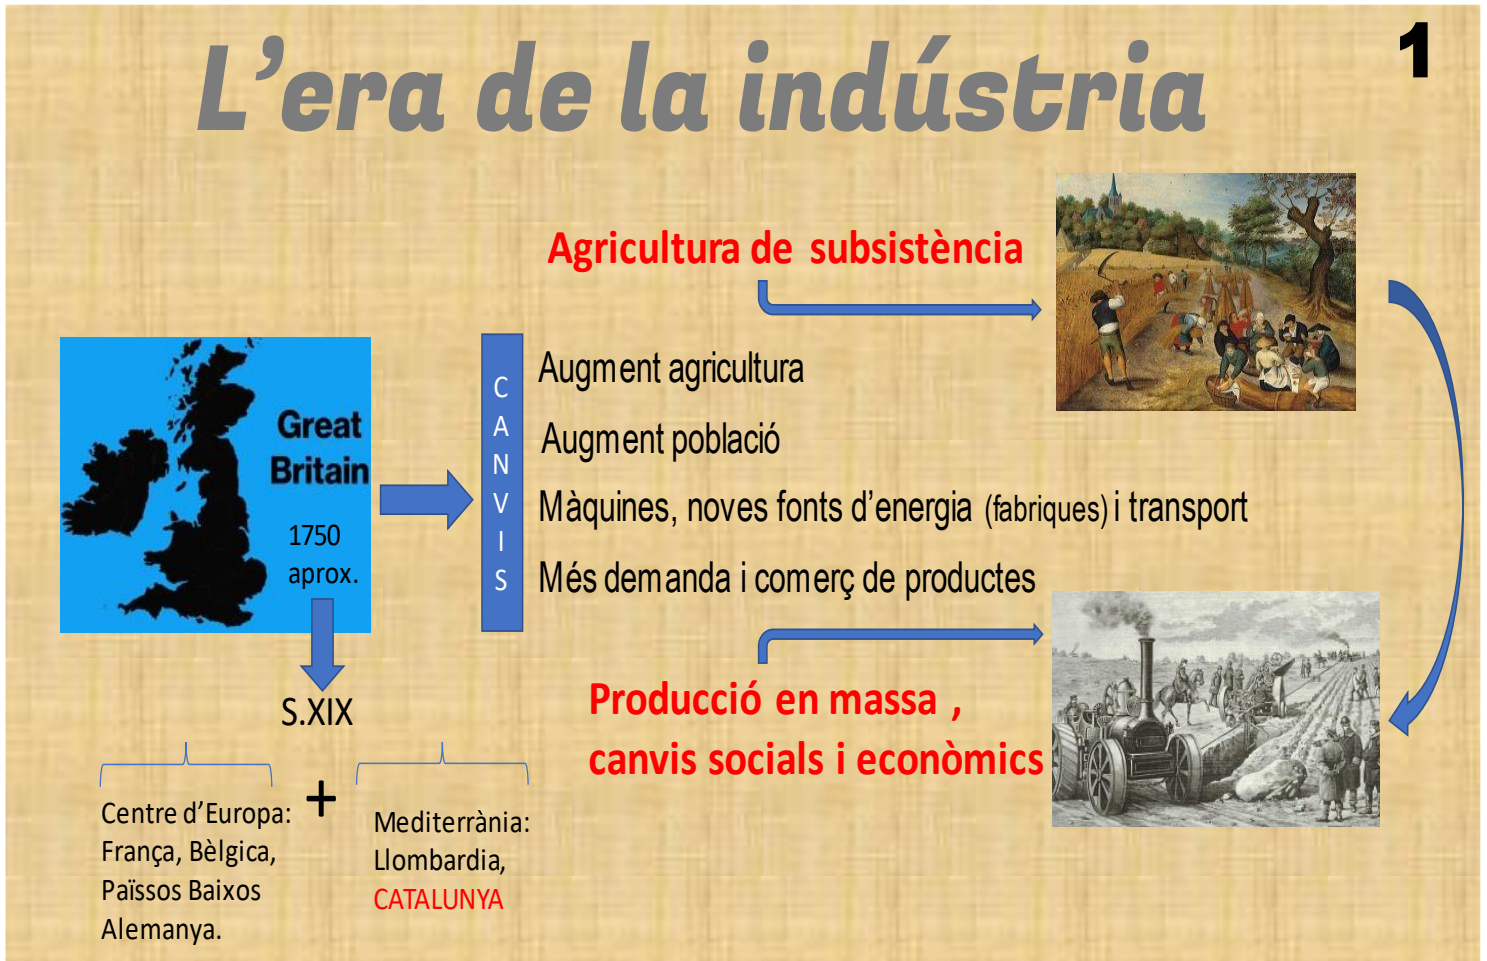 L'era de la indústria
1
Agricultura de subsistència
Great
Britain
1750
aprox.
CANVIS
Augment agricultura
Augment població
Màquines, noves fonts d'energia (fabriques) i transport
Més demanda i comerç de productes
Producció en massa ,
canvis socials i econòmics
S.XIX
Centre d'Europa:
França, Bèlgica,
Països Baixos
Alemanya.
+
Mediterrània:
Llombardia,
CATALUNYA